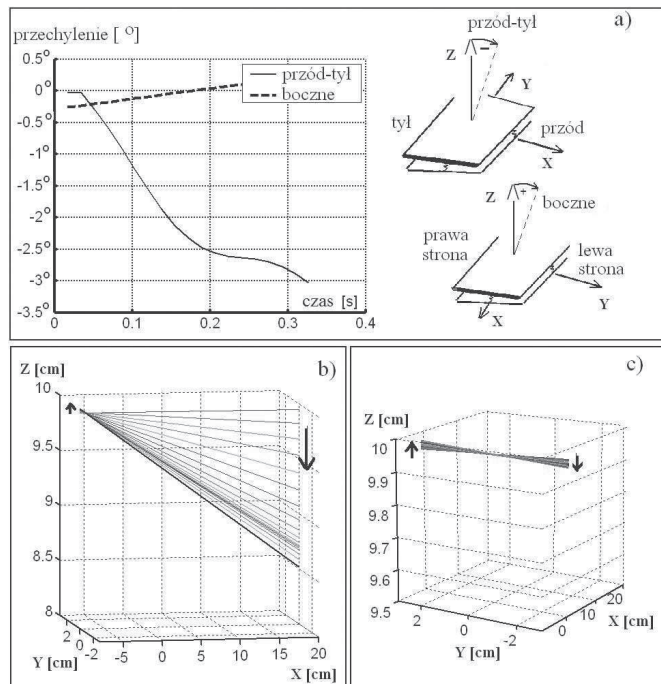 przechylenie [ °]
a)
0.5°
0°
-0.5°
-1°
-1.5°
-2°
-2.5°
-3°
-3.5°
przód-tył
boczne
czas [s]
0 0.1 0.2 0.3 0.4
przód-tył
Z
−
Y
tył
przód
X
Z
+
boczne
prawa
strona
lewa
strona
Y
X
b)
Z [cm]
10
9.5
9
8.5
8
2
0
-2
Y [cm]
-5 0 5 10 15 20
X [cm]
c)
Z [cm]
10
9.9
9.8
9.7
9.6
9.5
2 0 -2
Y [cm]
0 10 20
X [cm]